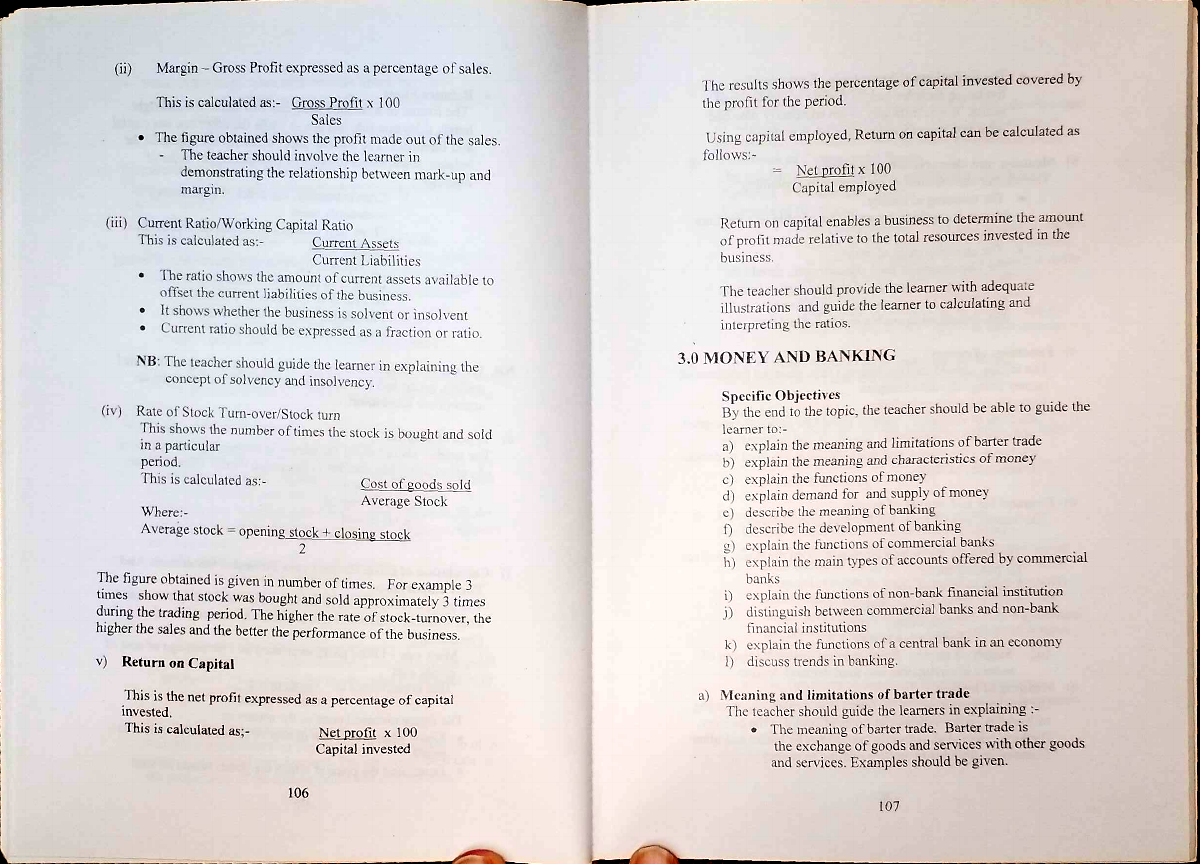 (ii) Margin – Gross Profit expressed as a percentage of sales.
This is calculated as:- Gross Profit x 100
Sales
• The figure obtained shows the profit made out of the sales.
- The teacher should involve the learner in
demonstrating the relationship between mark-up and
margin.
(iii) Current Ratio/Working Capital Ratio
This is calculated as:- Current Assets
Current Liabilities
• The ratio shows the amount of current assets available to
offset the current liabilities of the business.
• It shows whether the business is solvent or insolvent
• Current ratio should be expressed as a fraction or ratio.
NB: The teacher should guide the learner in explaining the
concept of solvency and insolvency.
(iv) Rate of Stock Turn-over/Stock turn
This shows the number of times the stock is bought and sold
in a particular
period.
This is calculated as:- Cost of goods sold
Average Stock
Where:-
Average stock = opening stock + closing stock
2
The figure obtained is given in number of times. For example 3
times show that stock was bought and sold approximately 3 times
during the trading period. The higher the rate of stock-turnover, the
higher the sales and the better the performance of the business.
v) Return on Capital
This is the net profit expressed as a percentage of capital
invested.
This is calculated as;- Net profit x 100
Capital invested
106
The results shows the percentage of capital invested covered by
the profit for the period.
Using capital employed, Return on capital can be calculated as
follows:-
= Net profit x 100
Capital employed
Return on capital enables a business to determine the amount
of profit made relative to the total resources invested in the
business.
The teacher should provide the learner with adequate
illustrations and guide the learner to calculating and
interpreting the ratios.
3.0 MONEY AND BANKING
Specific Objectives
By the end to the topic, the teacher should be able to guide the
learner to:-
a) explain the meaning and limitations of barter trade
b) explain the meaning and characteristics of money
c) explain the functions of money
d) explain demand for and supply of money
e) describe the meaning of banking
f) describe the development of banking
g) explain the functions of commercial banks
h) explain the main types of accounts offered by commercial
banks
i) explain the functions of non-bank financial institution
j) distinguish between commercial banks and non-bank
financial institutions
k) explain the functions of a central bank in an economy
l) discuss trends in banking.
a) Meaning and limitations of barter trade
The teacher should guide the learners in explaining :-
• The meaning of barter trade. Barter trade is
the exchange of goods and services with other goods
and services. Examples should be given.
107